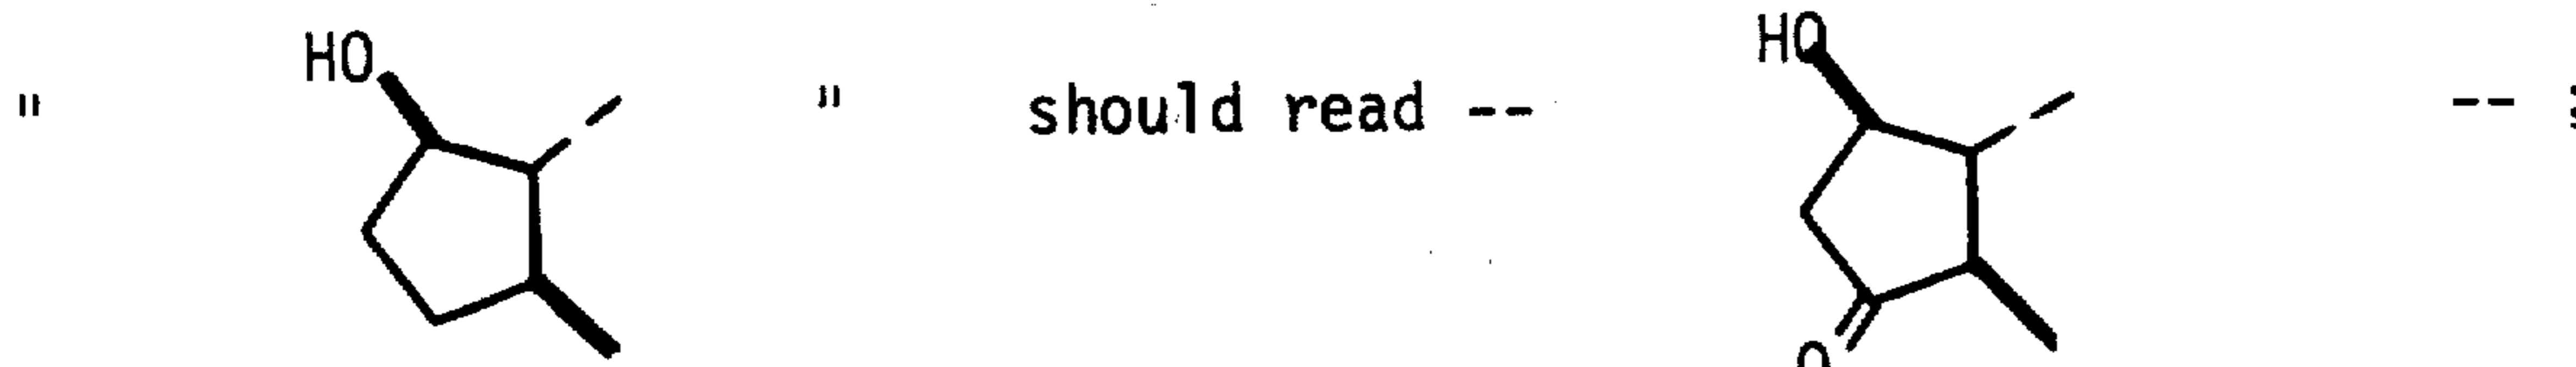 HO HO
" " should read -- --
O